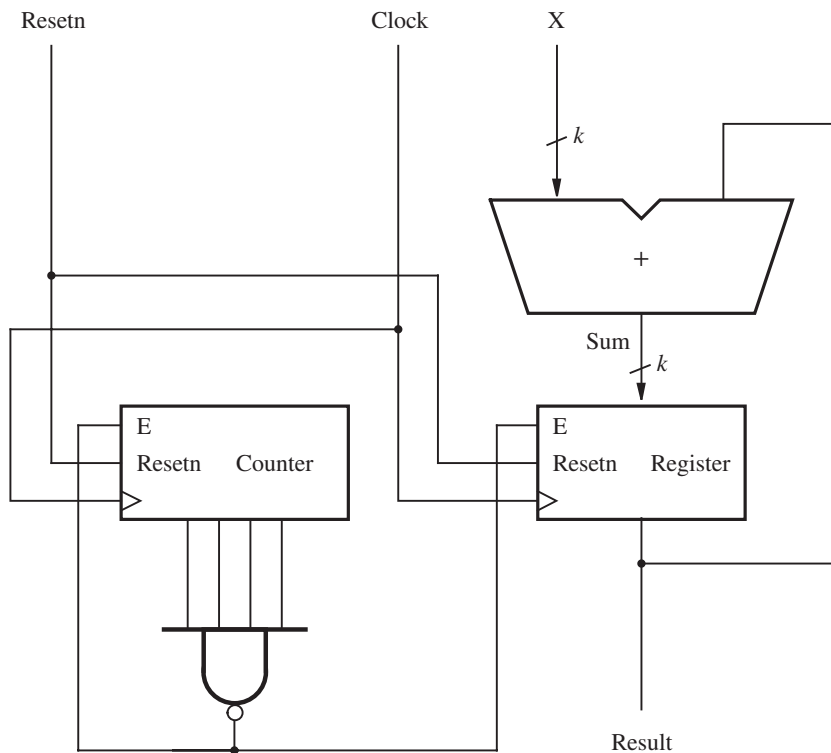 Resetn Clock X
k
+
Sum
k
E E
Resetn Counter Resetn Register
Result